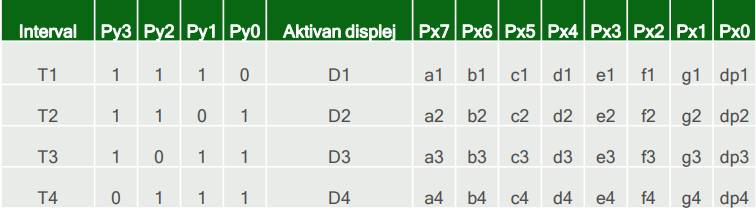 Interval Py3 Py2 Py1 Py0 Aktivan displej Px7 Px6 Px5 Px4 Px3 Px2 Px1 Px0
T1 1 1 1 0 D1 a1 b1 c1 d1 e1 f1 g1 dp1
T2 1 1 0 1 D2 a2 b2 c2 d2 e2 f2 g2 dp2
T3 1 0 1 1 D3 a3 b3 c3 d3 e3 f3 g3 dp3
T4 0 1 1 1 D4 a4 b4 c4 d4 e4 f4 g4 dp4